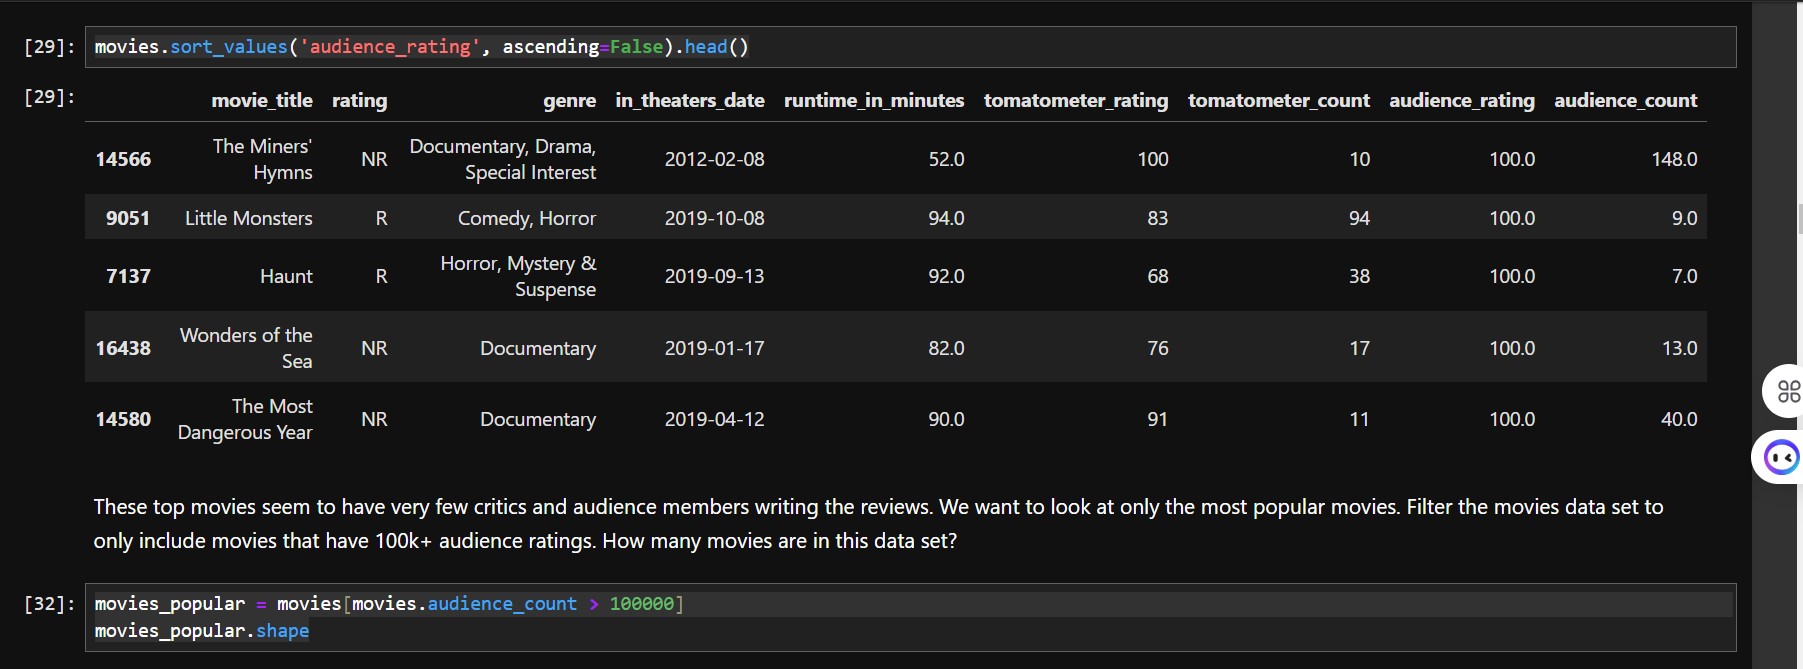 [29]: movies.sort_values('audience_rating', ascending=False).head()
[29]: movie_title rating genre in_theaters_date runtime_in_minutes tomatometer_rating tomatometer_count audience_rating audience_count
14566 The Miners' Hymns NR Documentary, Drama, Special Interest 2012-02-08 52.0 100 10 100.0 148.0
9051 Little Monsters R Comedy, Horror 2019-10-08 94.0 83 94 100.0 9.0
7137 Haunt R Horror, Mystery & Suspense 2019-09-13 92.0 68 38 100.0 7.0
16438 Wonders of the Sea NR Documentary 2019-01-17 82.0 76 17 100.0 13.0
14580 The Most Dangerous Year NR Documentary 2019-04-12 90.0 91 11 100.0 40.0
These top movies seem to have very few critics and audience members writing the reviews. We want to look at only the most popular movies. Filter the movies data set to
only include movies that have 100k+ audience ratings. How many movies are in this data set?
[32]: movies_popular = movies[movies.audience_count > 100000]
movies_popular.shape